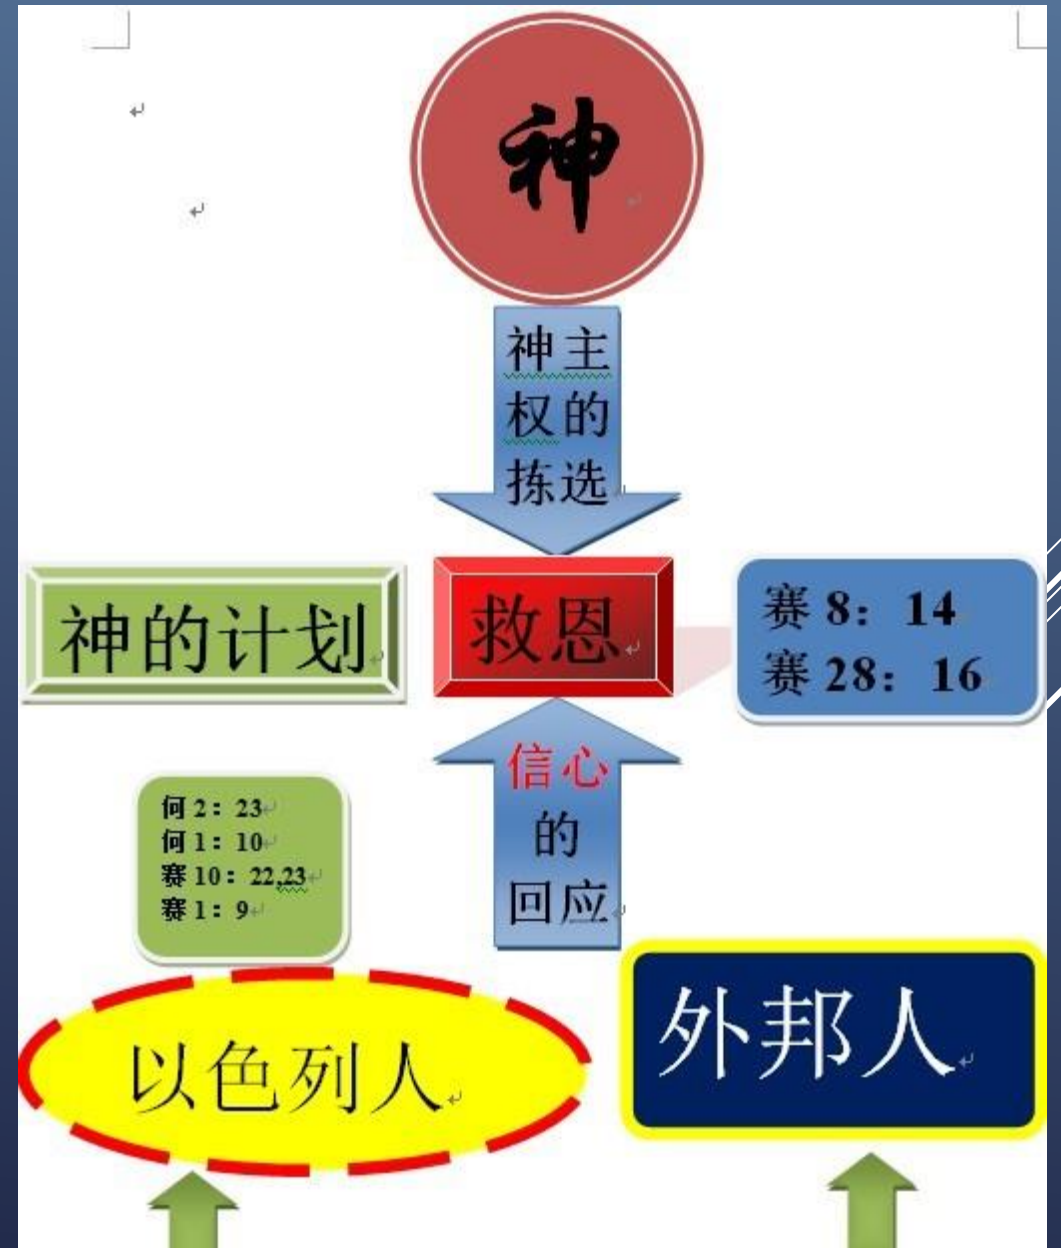 神
神主
权的
拣选
神的计划
救恩
赛 8：14
赛 28：16
信心
的
回应
何 2：23
何 1：10
赛 10：22,23
赛 1：9
以色列人
外邦人